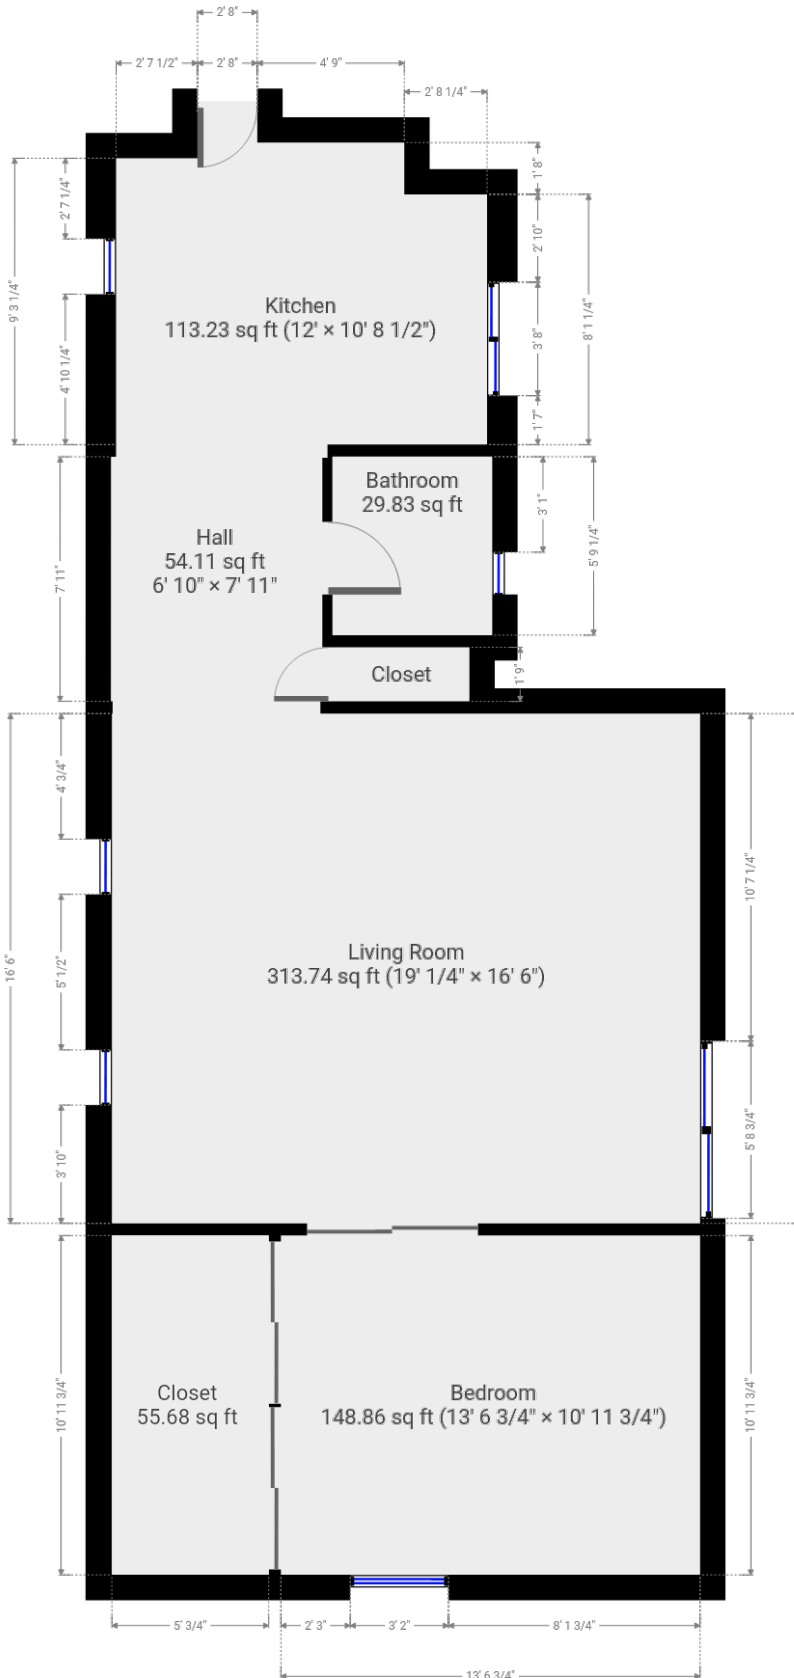 2' 8"
2' 7 1/2"
2' 8"
4' 9"
2' 8 1/4"
1' 8"
2' 7 1/4"
2' 10"
9' 3 1/4"
Kitchen
113.23 sq ft (12' × 10' 8 1/2")
3' 8"
8' 1 1/4"
4' 10 1/4"
1' 7"
Bathroom
29.83 sq ft
3' 1"
5' 9 1/4"
Hall
54.11 sq ft
6' 10" × 7' 11"
7' 11"
Closet
1' 9"
4' 3/4"
10' 7 1/4"
Living Room
313.74 sq ft (19' 1/4" × 16' 6")
16' 6"
5' 1/2"
5' 8 3/4"
3' 10"
Closet
55.68 sq ft
Bedroom
148.86 sq ft (13' 6 3/4" × 10' 11 3/4")
10' 11 3/4"
10' 11 3/4"
5' 3/4"
2' 3"
3' 2"
8' 1 3/4"
13' 6 3/4"